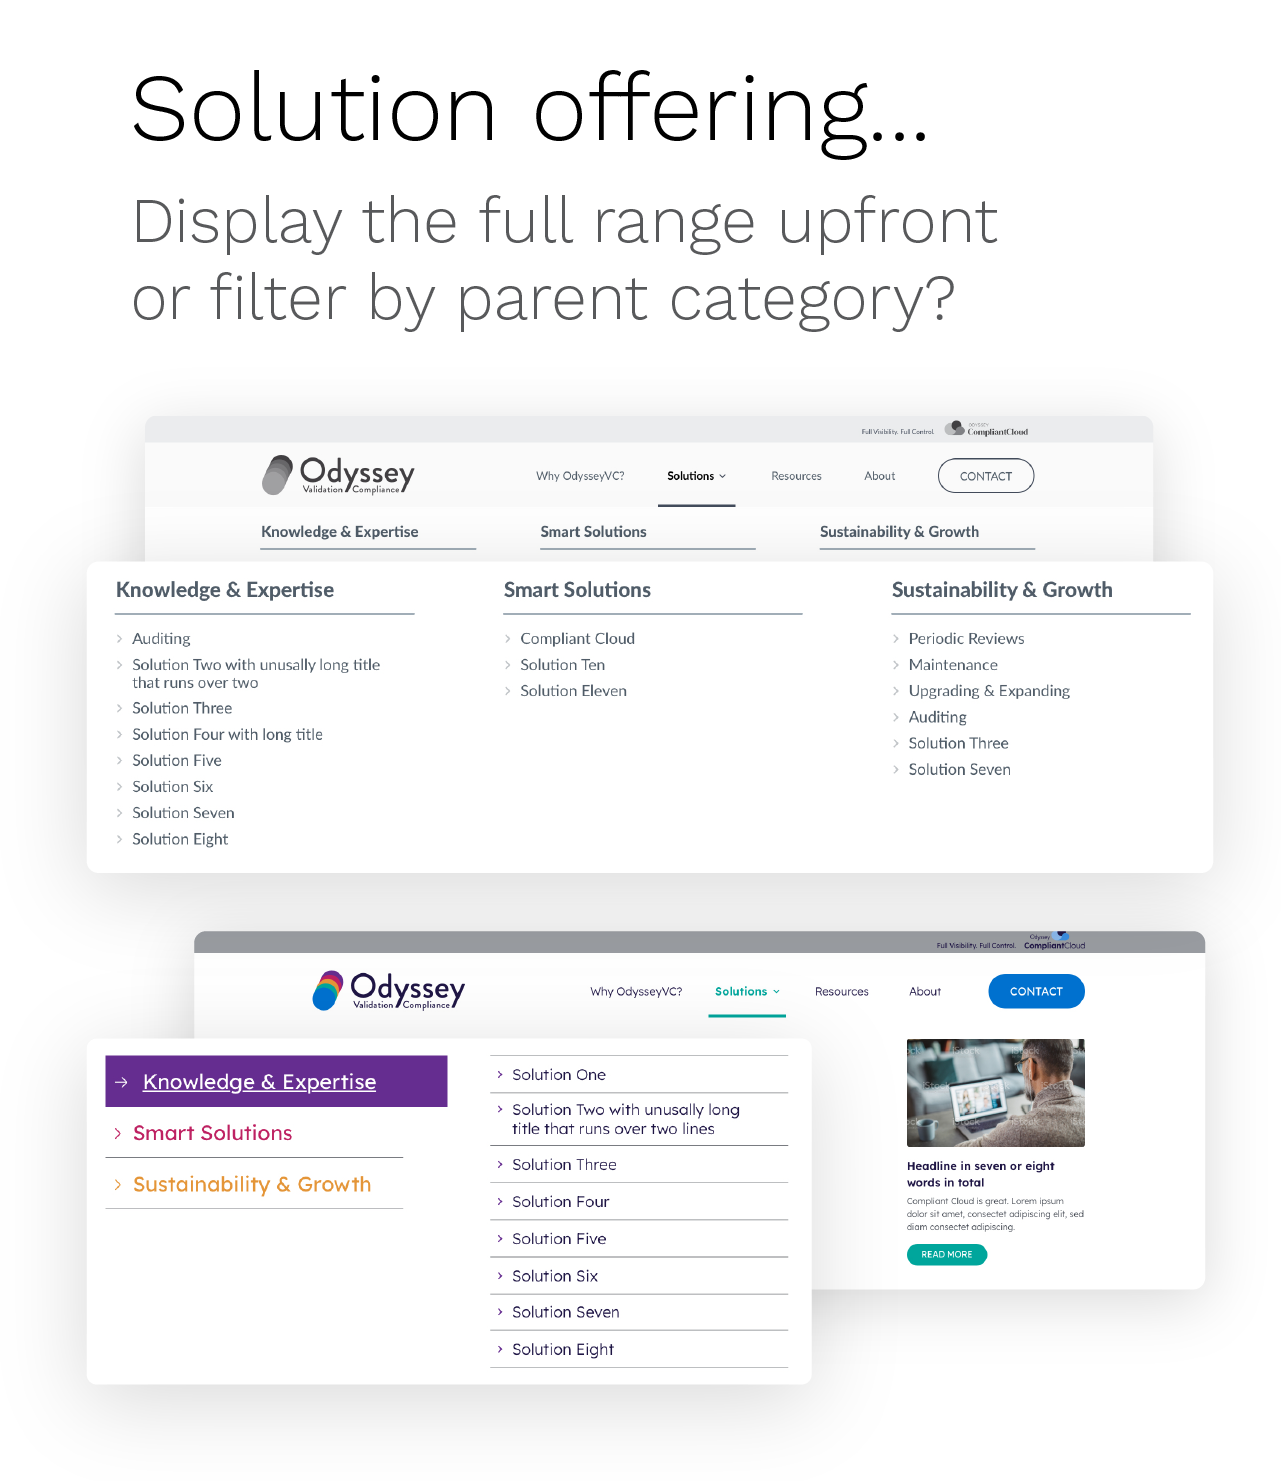 Solution offering...
Display the full range upfront
or filter by parent category?
Full Visibility. Full Control.
ODYSSEY
CompliantCloud
Odyssey
Validation Compliance
Why OdysseyVC?
Solutions
Resources
About
CONTACT
Knowledge & Expertise
Smart Solutions
Sustainability & Growth
Knowledge & Expertise
Auditing
Solution Two with unusally long title
that runs over two
Solution Three
Solution Four with long title
Solution Five
Solution Six
Solution Seven
Solution Eight
Smart Solutions
Compliant Cloud
Solution Ten
Solution Eleven
Sustainability & Growth
Periodic Reviews
Maintenance
Upgrading & Expanding
Auditing
Solution Three
Solution Seven
Full Visibility. Full Control.
Odyssey
CompliantCloud
Odyssey
Validation Compliance
Why OdysseyVC?
Solutions
Resources
About
CONTACT
Knowledge & Expertise
Smart Solutions
Sustainability & Growth
Solution One
Solution Two with unusally long
title that runs over two lines
Solution Three
Solution Four
Solution Five
Solution Six
Solution Seven
Solution Eight
iStock
iStock
iStock
Headline in seven or eight
words in total
Compliant Cloud is great. Lorem ipsum
dolor sit amet, consectet adipiscing elit, sed
diam consectet adipiscing.
READ MORE